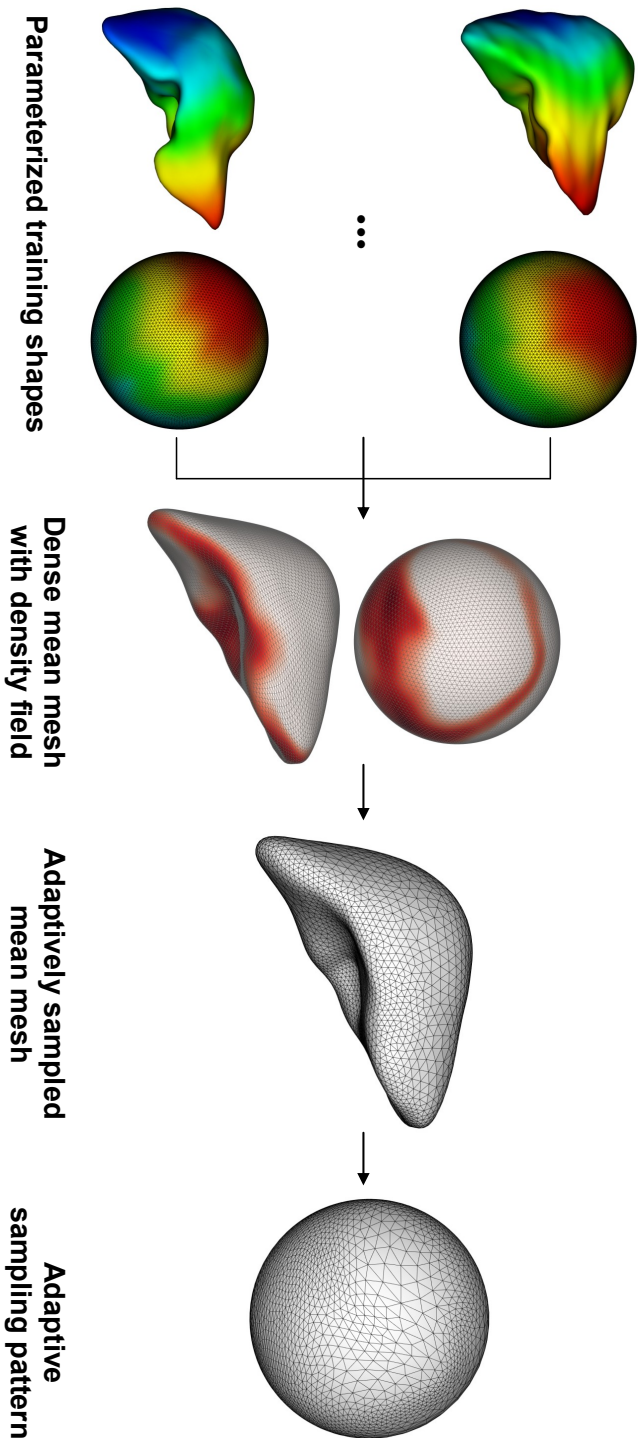 Parameterized training shapes
Dense mean mesh
with density field
Adaptively sampled
mean mesh
Adaptive
sampling pattern